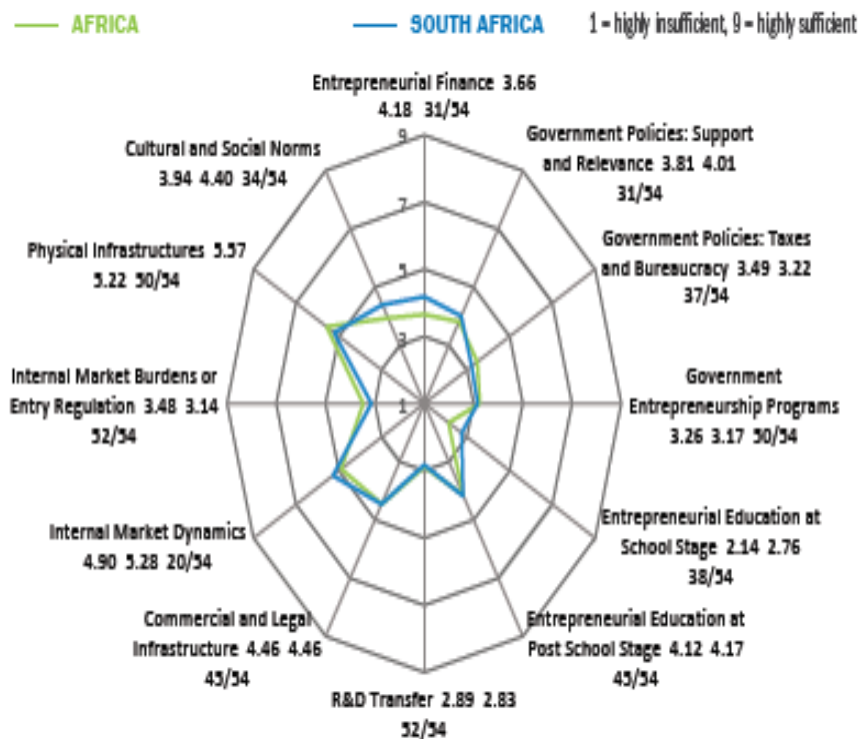 AFRICA
SOUTH AFRICA
1 = highly insufficient, 9 = highly sufficient
Entrepreneurial Finance 3.66
4.18 31/54
9
7
5
3
1
Government Policies: Support
and Relevance 3.81 4.01
31/54
Government Policies: Taxes
and Bureaucracy 3.49 3.22
37/54
Government
Entrepreneurship Programs
3.26 3.17 50/54
Entrepreneurial Education at
School Stage 2.14 2.76
38/54
Entrepreneurial Education at
Post School Stage 4.12 4.17
45/54
R&D Transfer 2.89 2.83
52/54
Commercial and Legal
Infrastructure 4.46 4.46
43/54
Internal Market Dynamics
4.90 5.28 20/54
Internal Market Burdens or
Entry Regulation 3.48 3.14
52/54
Physical Infrastructures 5.57
5.22 50/54
Cultural and Social Norms
3.94 4.40 34/54